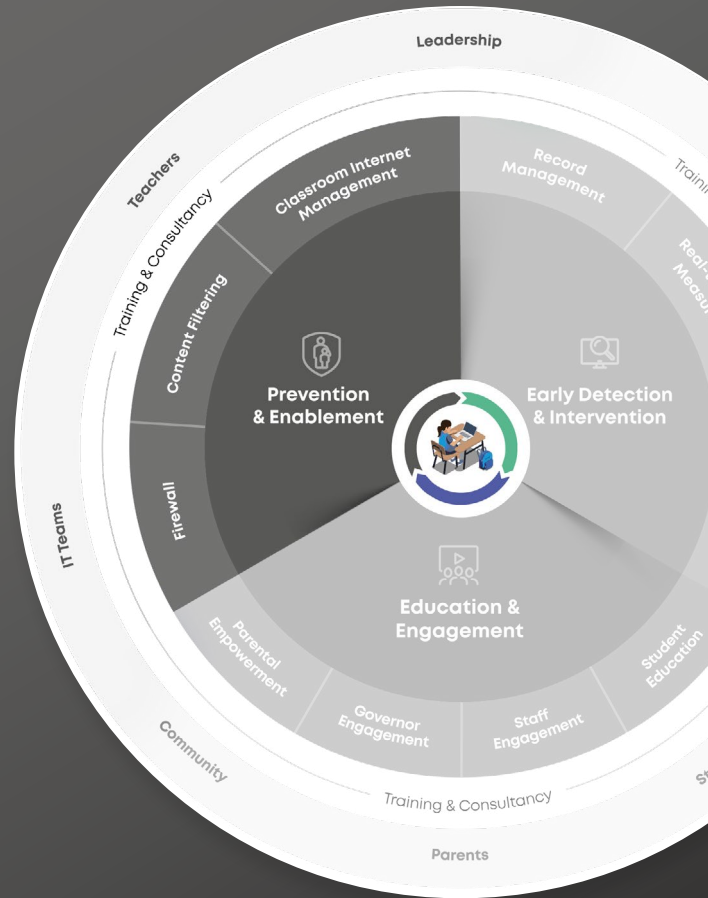 Leadership
Teachers
Training & Consultancy
Classroom Internet
Management
Record
Management
Content Filtering
Prevention
& Enablement
Early Detection
& Intervention
Firewall
IT Teams
Education &
Engagement
Parental
Empowerment
Governor
Engagement
Staff
Engagement
Student
Education
Community
Training & Consultancy
Parents